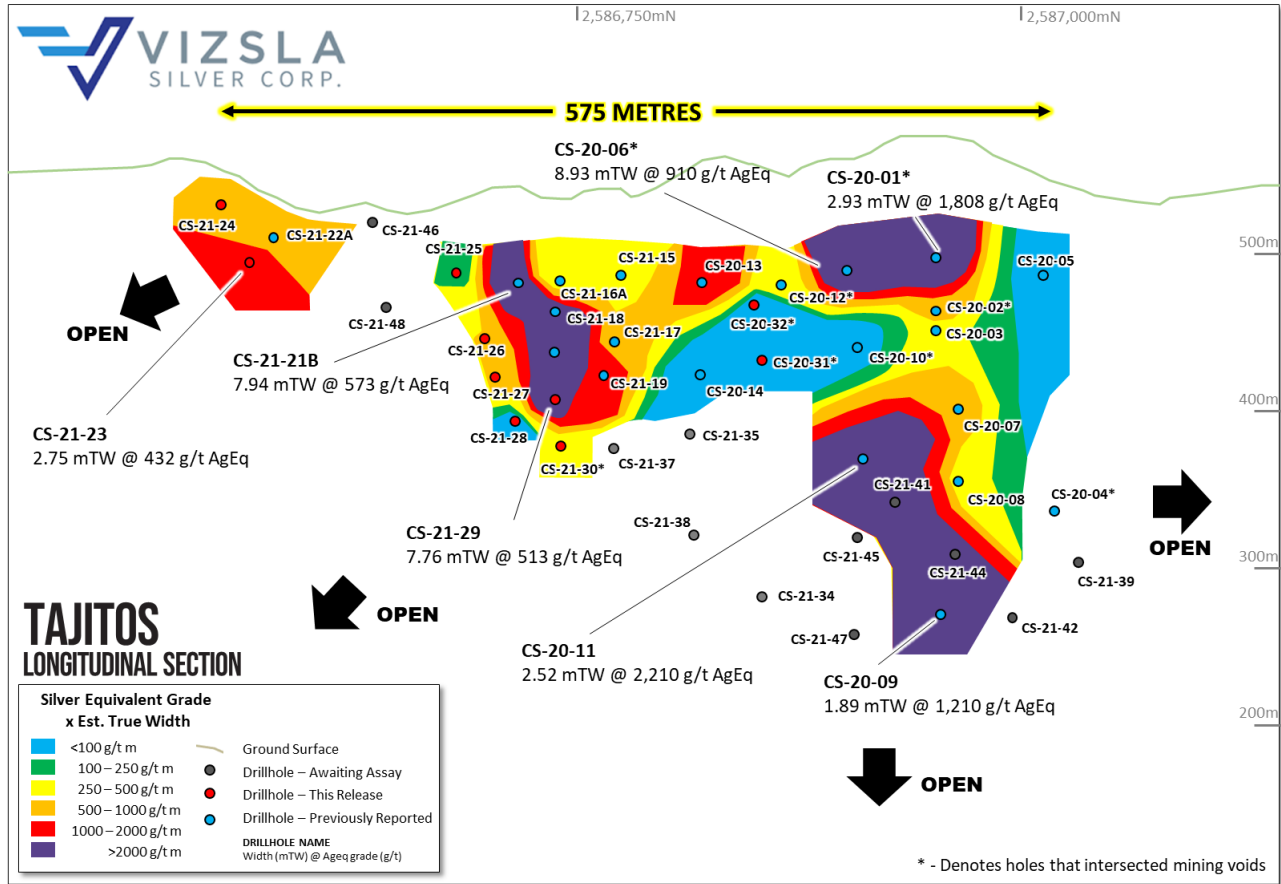 2,586,750mN
2,587,000mN
VIZSLA
SILVER CORP.
575 METRES
CS-20-06*
8.93 mTW @ 910 g/t AgEq
CS-20-01*
2.93 mTW @ 1,808 g/t AgEq
CS-21-24
CS-21-22A
CS-21-46
CS-21-25
CS-21-15
CS-20-13
CS-20-05
500m
CS-21-16A
CS-20-12*
CS-21-48
CS-21-18
CS-20-32*
CS-20-02*
OPEN
CS-21-26
CS-21-17
CS-20-03
CS-21-21B
7.94 mTW @ 573 g/t AgEq
CS-20-31*
CS-20-10*
CS-21-27
CS-21-19
CS-20-14
400m
CS-21-23
2.75 mTW @ 432 g/t AgEq
CS-21-28
CS-21-35
CS-20-07
CS-21-30*
CS-21-37
CS-21-41
CS-20-08
CS-20-04*
CS-21-29
7.76 mTW @ 513 g/t AgEq
CS-21-38
CS-21-45
OPEN
300m
CS-21-44
CS-21-39
OPEN
CS-21-34
CS-21-47
CS-21-42
TAJITOS
LONGITUDINAL SECTION
CS-20-11
2.52 mTW @ 2,210 g/t AgEq
CS-20-09
1.89 mTW @ 1,210 g/t AgEq
200m
OPEN
Silver Equivalent Grade
x Est. True Width
<100 g/t m
100 – 250 g/t m
250 – 500 g/t m
500 – 1000 g/t m
1000 – 2000 g/t m
>2000 g/t m
Ground Surface
Drillhole – Awaiting Assay
Drillhole – This Release
Drillhole – Previously Reported
DRILLHOLE NAME
Width (mTW) @ Ageq grade (g/t)
* - Denotes holes that intersected mining voids